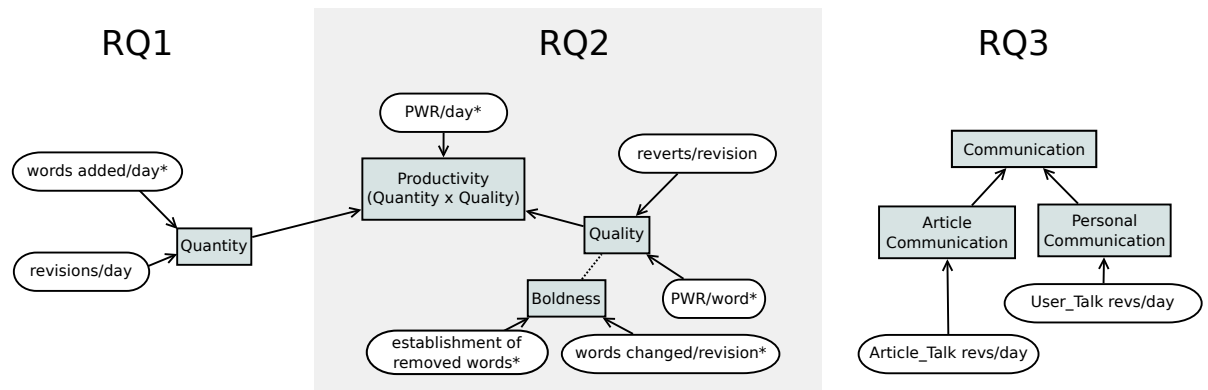 RQ1
RQ2
RQ3
words added/day*
revisions/day
Quantity
PWR/day*
Productivity
(Quantity x Quality)
reverts/revision
Quality
PWR/word*
Boldness
establishment of
removed words*
words changed/revision*
Communication
Article
Communication
Personal
Communication
User_Talk revs/day
Article_Talk revs/day